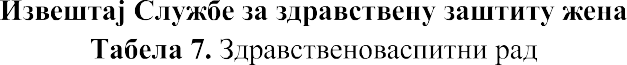 Извештај Службе за здравствену заштиту жена
Табела 7. Здравственоваспитни рад